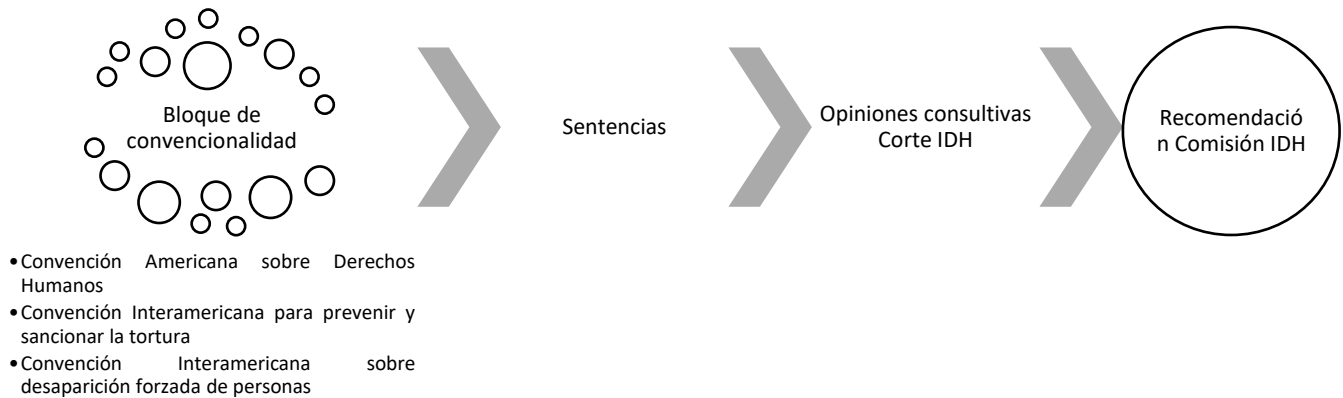 Bloque de
convencionalidad
•Convención Americana sobre Derechos
Humanos
•Convención Interamericana para prevenir y
sancionar la tortura
•Convención Interamericana sobre
desaparición forzada de personas
Sentencias
Opiniones consultivas
Corte IDH
Recomendació
n Comisión IDH